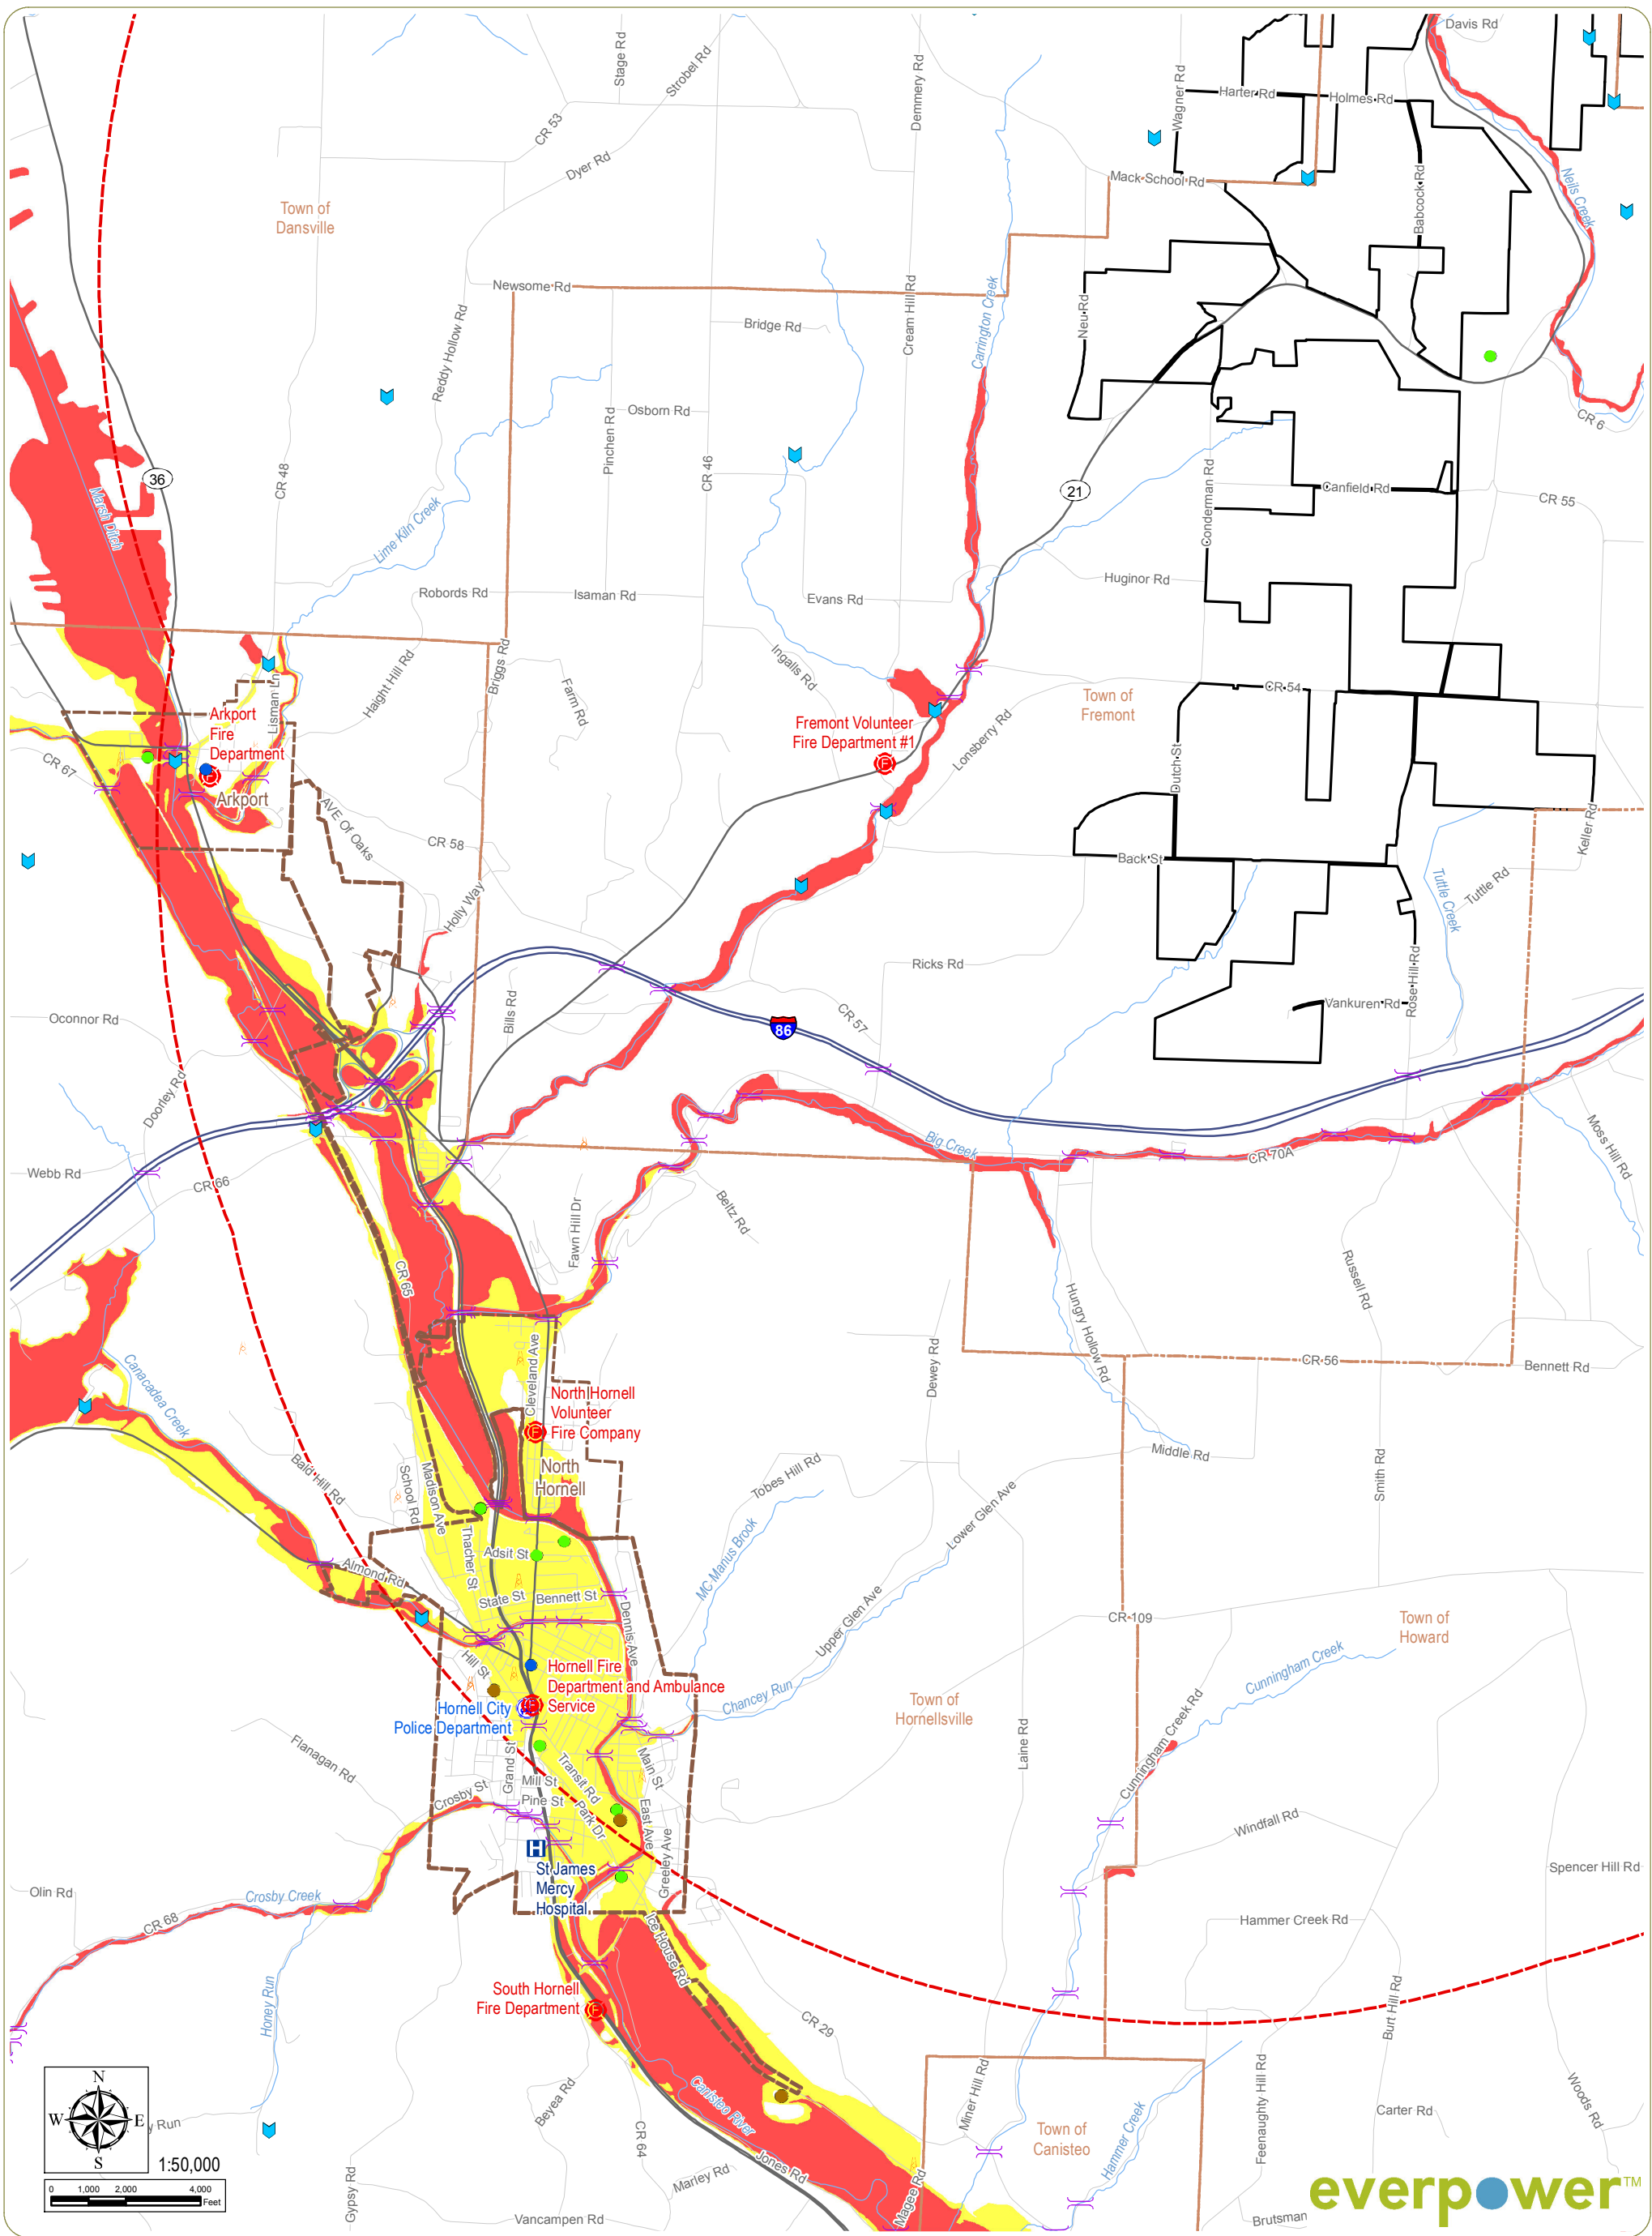 Davis Rd
Stage Rd
Strobel Rd
Demmery Rd
Wagner Rd
Harter Rd
Holmes Rd
CR 53
Dyer Rd
Mack School Rd
Babcock Rd
Neils Creek
Town of
Dansville
Newsome Rd
Reddy Hollow Rd
Bridge Rd
Cream Hill Rd
Carrington Creek
Neu Rd
CR 6
Osborn Rd
Pinchen Rd
CR 46
CR 48
36
21
Marsh Ditch
Lime Kiln Creek
Conderman Rd
Canfield Rd
CR 55
Robords Rd
Isaman Rd
Evans Rd
Huginor Rd
Haight Hill Rd
Briggs Rd
Farm Rd
Ingalls Rd
Lisman Ln
CR 54
Town of
Fremont
Arkport
Fire
Department
F
Arkport
CR 67
Fremont Volunteer
Fire Department #1
F
Lonsberry Rd
Dutch St
Keller Rd
AVE Of Oaks
CR 58
Holly Way
Back St
Tuttle Creek
Tuttle Rd
Ricks Rd
Rose Hill Rd
Vankuren Rd
Oconnor Rd
Bills Rd
CR 57
86
Doorley Rd
Webb Rd
CR 66
Big Creek
CR 70A
Moss Hill Rd
Beltz Rd
Fawn Hill Dr
CR 65
Russell Rd
Hungry Hollow Rd
Canacadea Creek
Cleveland Ave
Dewey Rd
CR 56
Bennett Rd
North Hornell
Volunteer
Fire Company
F
North
Hornell
Bald Hill Rd
School Rd
Madison Ave
Thacher St
Tobes Hill Rd
Middle Rd
Smith Rd
Lower Glen Ave
MC Manus Brook
Adsit St
Almond Rd
State St
Bennett St
Dennis Ave
Upper Glen Ave
CR 109
Town of
Howard
Hill St
Hornell Fire
Department and Ambulance
Service
F
Hornell City
Police Department
Chancey Run
Town of
Hornellsville
Cunningham Creek
Cunningham Creek Rd
Laine Rd
Flanagan Rd
Grand St
Transit Rd
Main St
Mill St
Pine St
Park Dr
East Ave
Crosby St
Greeley Ave
Windfall Rd
H
St James
Mercy
Hospital
Spencer Hill Rd
Olin Rd
Crosby Creek
CR 68
Hammer Creek Rd
Ice House Rd
Honey Run
South Hornell
Fire Department
F
CR 29
Burt Hill Rd
Miner Hill Rd
Feenaughty Hill Rd
Woods Rd
Beyea Rd
Canisteo River
CR 64
Carter Rd
Town of
Canisteo
Hammer Creek
Jones Rd
Marley Rd
Magee Rd
Gypsy Rd
Vancampen Rd
Brutsman
y Run
N
W
E
S
1:50,000
0 1,000 2,000 4,000
Feet
everpower™